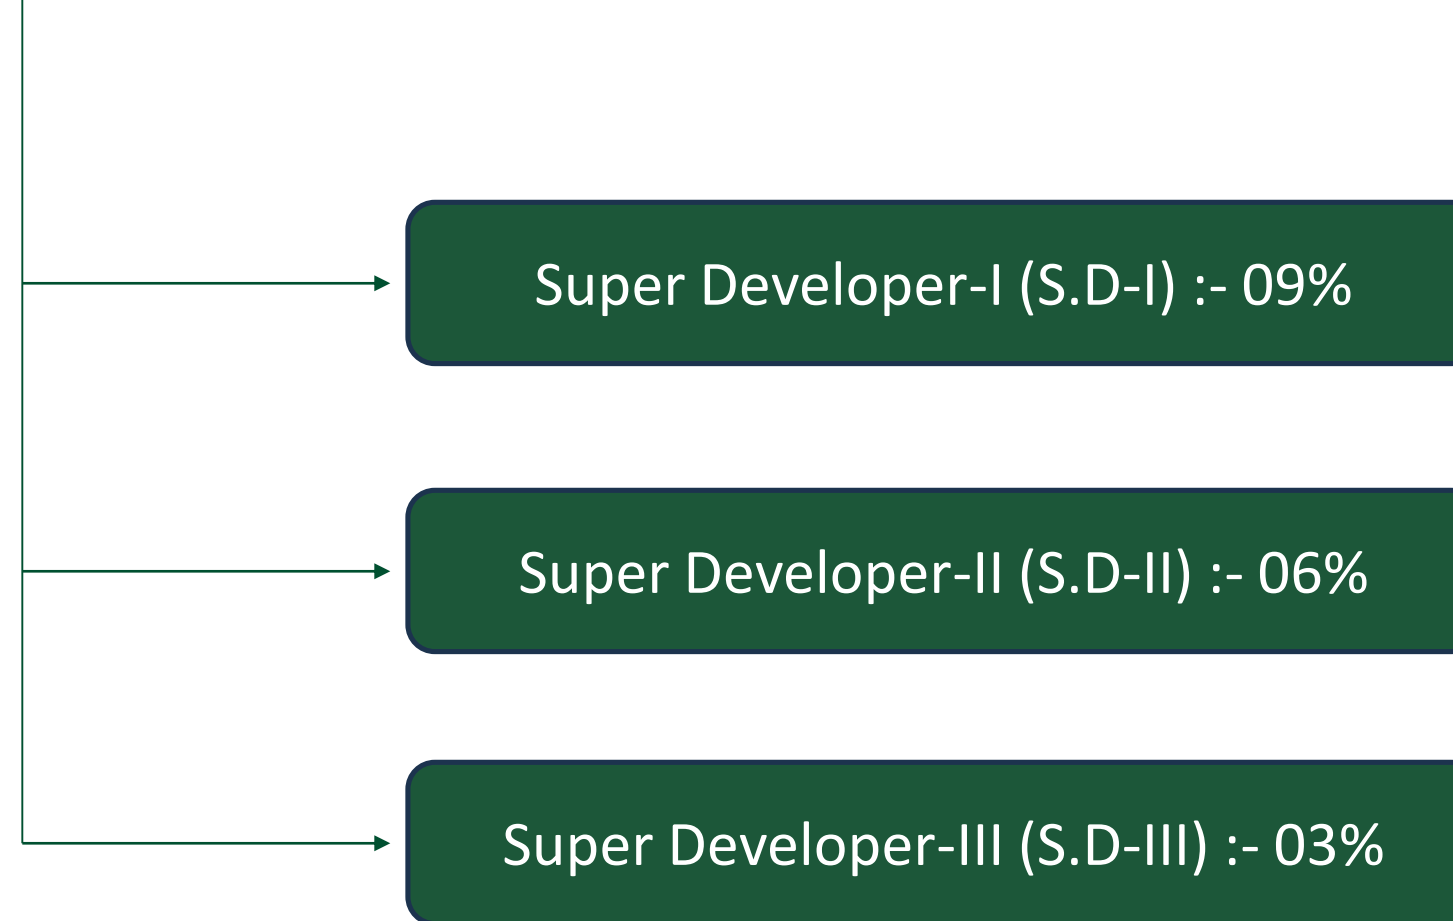 Super Developer-I (S.D-I) :- 09%
Super Developer-II (S.D-II) :- 06%
Super Developer-III (S.D-III) :- 03%